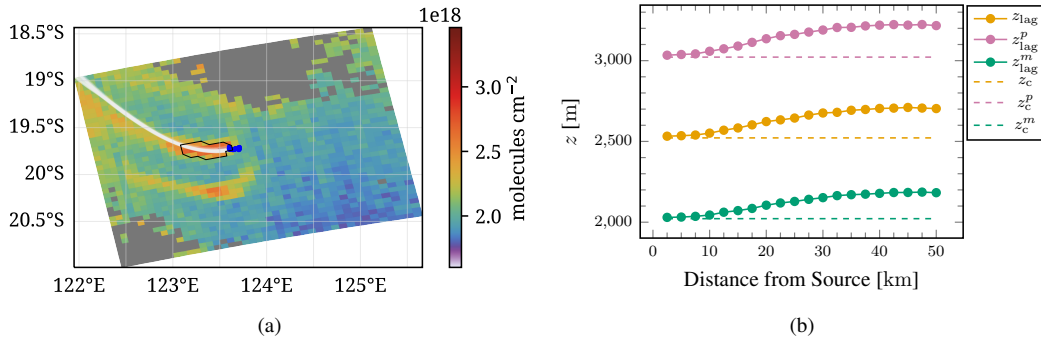 1e18
18.5°S
19°S
19.5°S
20°S
20.5°S
122°E
123°E
124°E
125°E
3.0
2.5
2.0
molecules cm⁻²
(a)
3,000
2,500
2,000
z [m]
0
10
20
30
40
50
Distance from Source [km]
z_lag
z^p_lag
z^m_lag
z_c
z^p_c
z^m_c
(b)